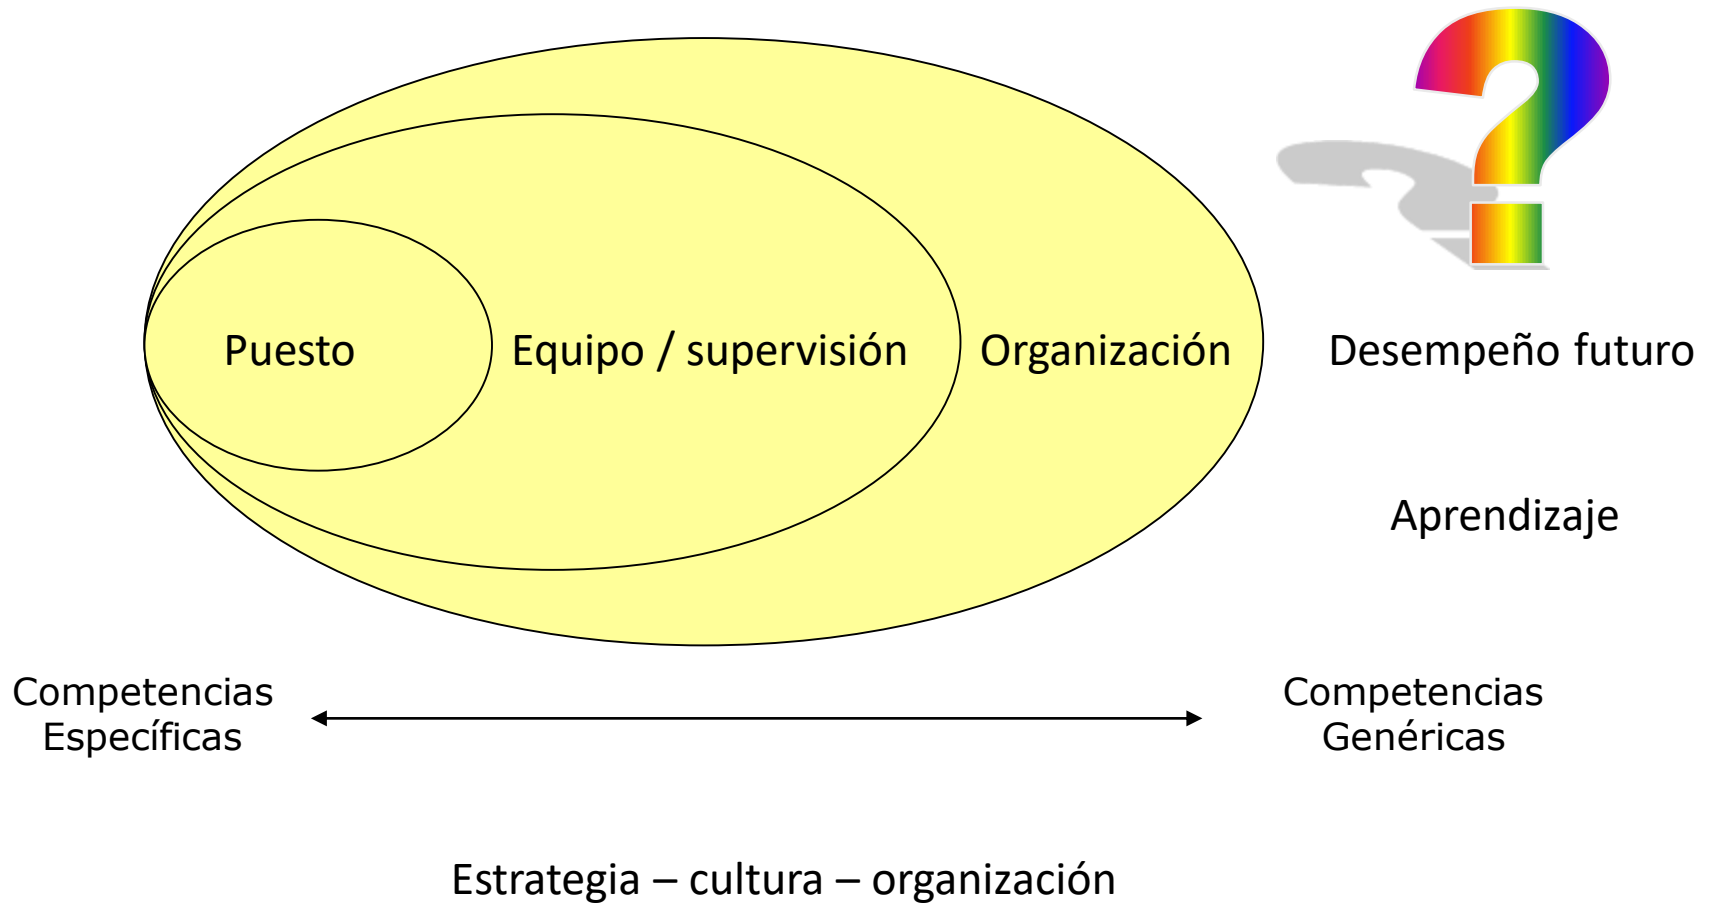 Puesto
Equipo / supervisión
Organización
Desempeño futuro
Aprendizaje
Competencias
Específicas
Competencias
Genéricas
Estrategia – cultura – organización